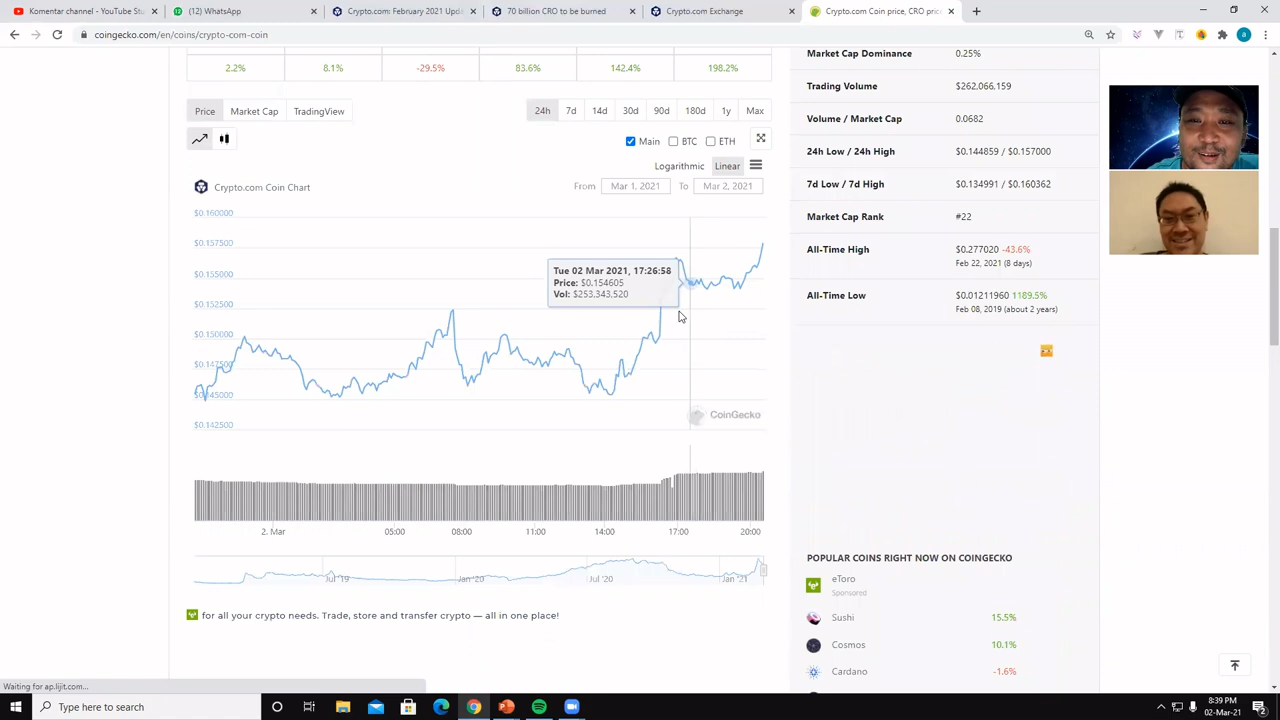 Komentar channel - YouTube Stu
(12) WhatsApp
Crypto.com: February 2021 Upda
70 billion CRO to be burned
Crypto.com Exchange
Crypto.com Coin price, CRO pric
coingecko.com/en/coins/crypto-com-coin
2.2% 8.1% -29.5% 83.6% 142.4% 198.2%
Price Market Cap TradingView
24h 7d 14d 30d 90d 180d 1y Max
Main BTC ETH
Logarithmic Linear
Crypto.com Coin Chart
From Mar 1, 2021 To Mar 2, 2021
$0.160000
$0.157500
$0.155000
$0.152500
$0.150000
$0.147500
$0.145000
$0.142500
Tue 02 Mar 2021, 17:26:58
Price: $0.154605
Vol: $253,343,520
CoinGecko
2. Mar 05:00 08:00 11:00 14:00 17:00 20:00
Jul '19 Jan '20 Jul '20 Jan '21
for all your crypto needs. Trade, store and transfer crypto — all in one place!
Market Cap Dominance 0.25%
Trading Volume $262,066,159
Volume / Market Cap 0.0682
24h Low / 24h High $0.144859 / $0.157000
7d Low / 7d High $0.134991 / $0.160362
Market Cap Rank #22
All-Time High $0.277020 -43.6%
Feb 22, 2021 (8 days)
All-Time Low $0.01211960 1189.5%
Feb 08, 2019 (about 2 years)
POPULAR COINS RIGHT NOW ON COINGECKO
eToro
Sponsored
Sushi 15.5%
Cosmos 10.1%
Cardano -1.6%
Waiting for ap.lijit.com...
Type here to search
8:39 PM
02-Mar-21